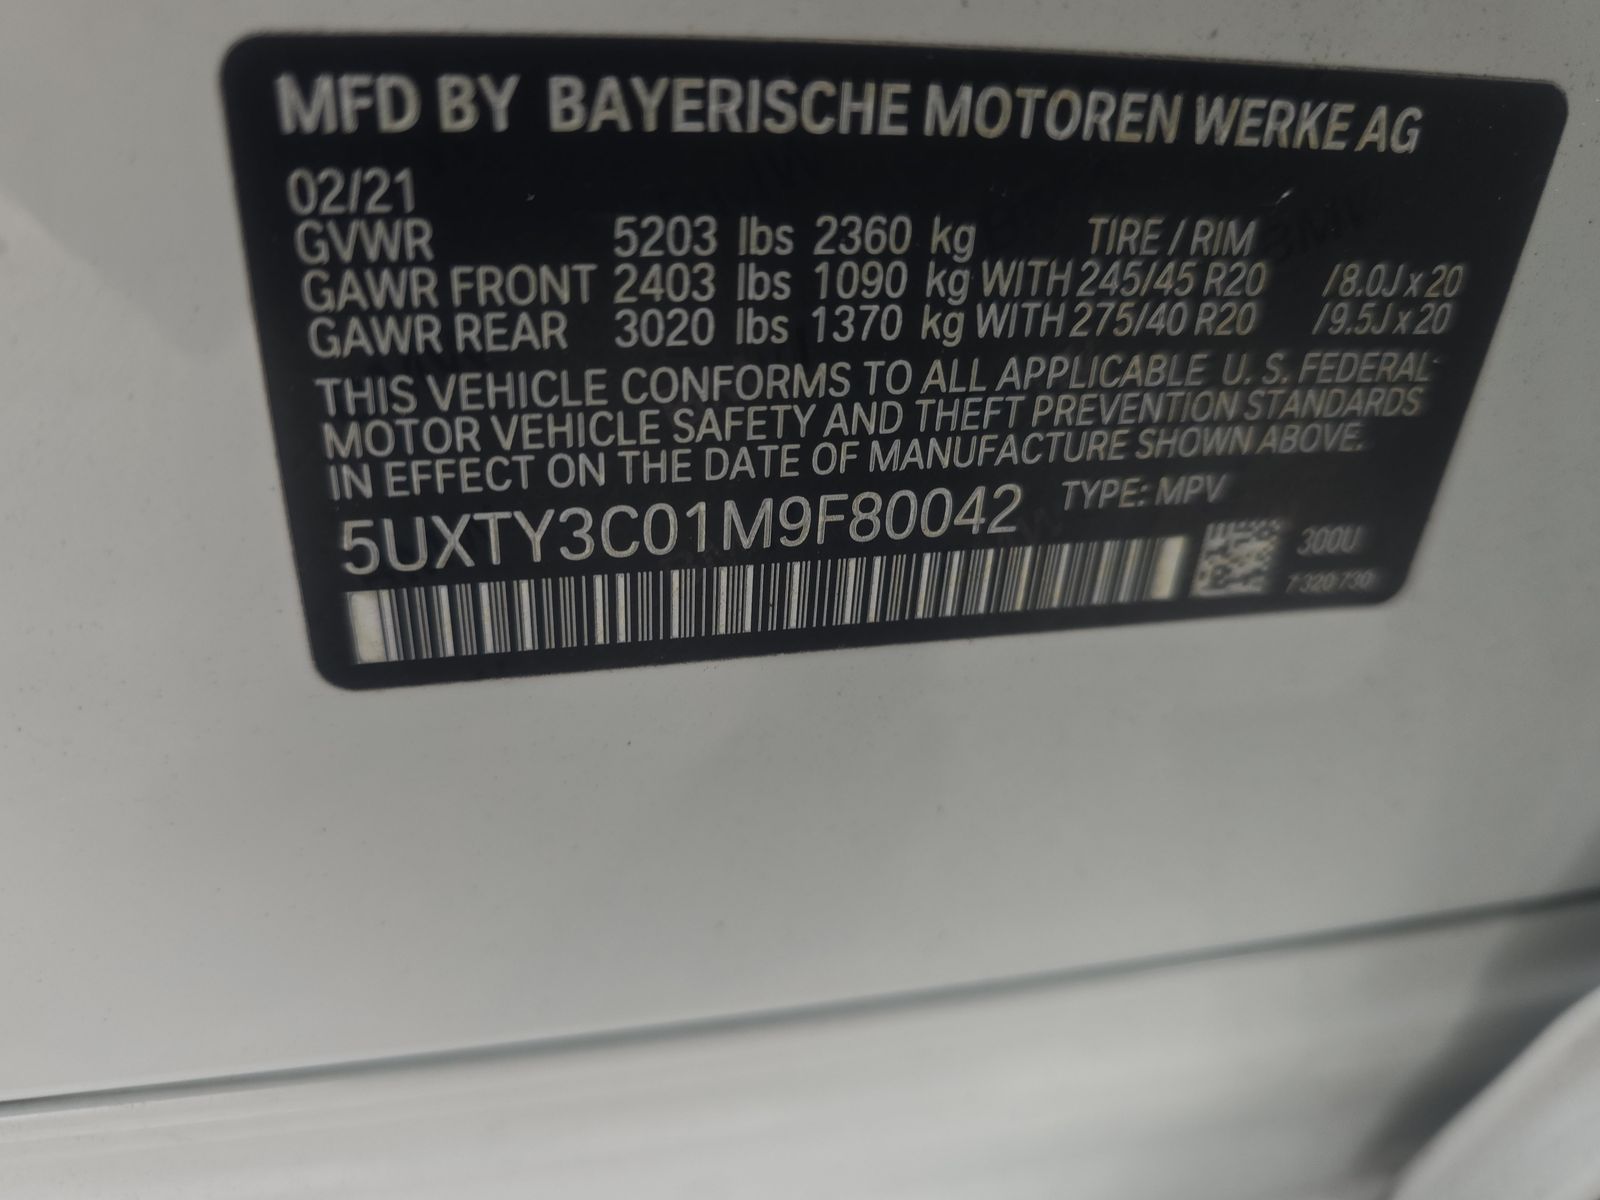 MFD BY BAYERISCHE MOTOREN WERKE AG
02/21
GVWR 5203 lbs 2360 kg TIRE / RIM
GAWR FRONT 2403 lbs 1090 kg WITH 245/45 R20 /8.0J x 20
GAWR REAR 3020 lbs 1370 kg WITH 275/40 R20 /9.5J x 20
THIS VEHICLE CONFORMS TO ALL APPLICABLE U. S. FEDERAL
MOTOR VEHICLE SAFETY AND THEFT PREVENTION STANDARDS
IN EFFECT ON THE DATE OF MANUFACTURE SHOWN ABOVE.
5UXTY3C01M9F80042 TYPE: MPV
300U
7 320 730